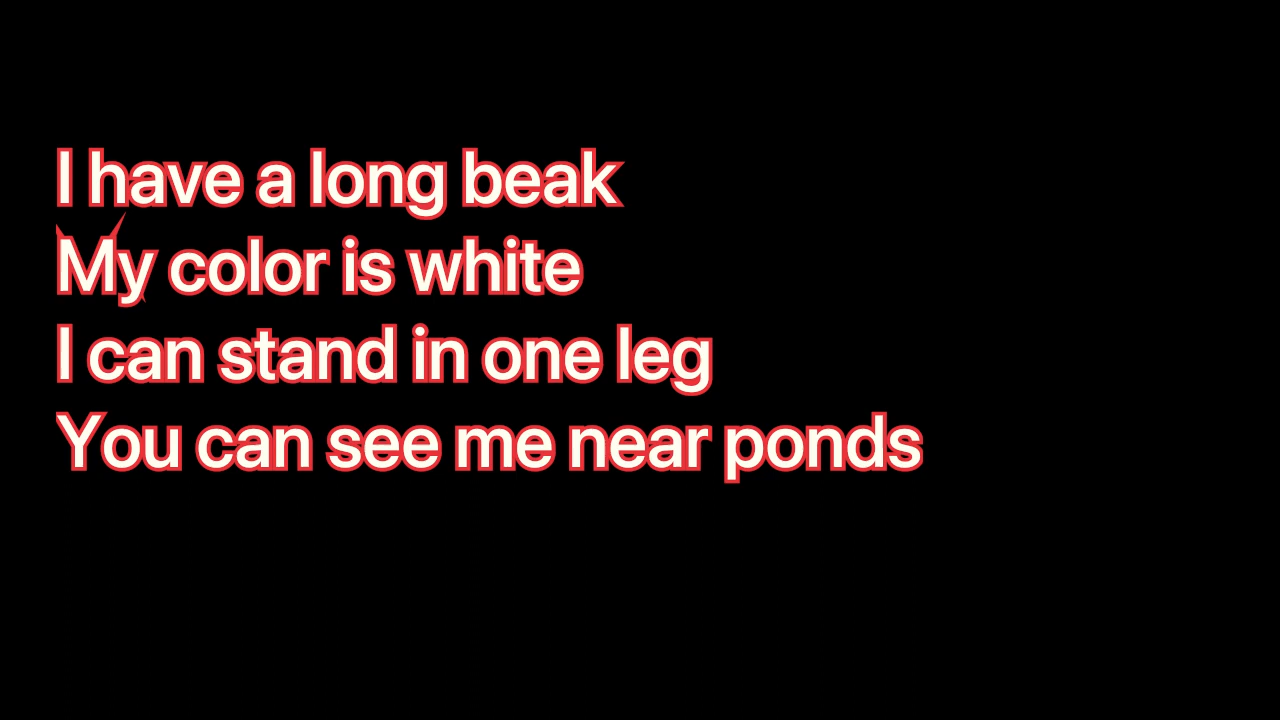 I have a long beak
My color is white
I can stand in one leg
You can see me near ponds